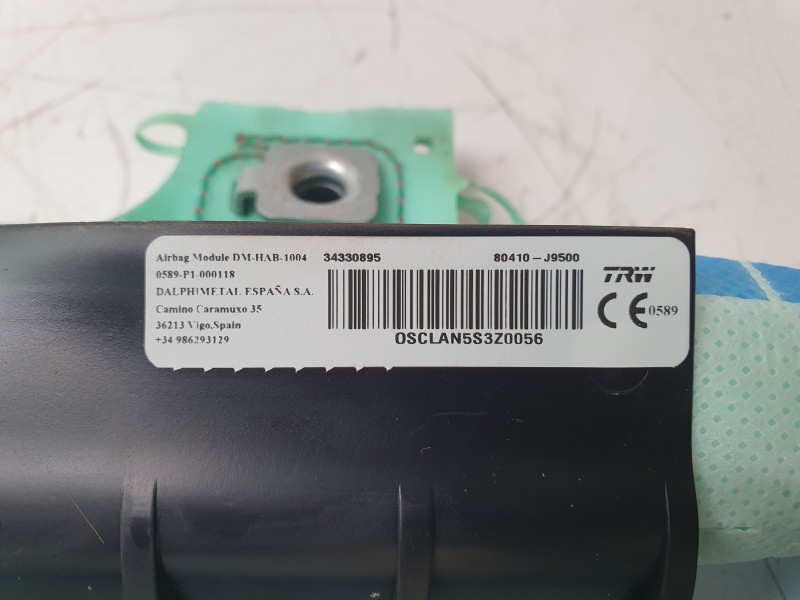 Airbag Module DM-HAB-1004
0589-P1-000118
DALPHIMETAL ESPAÑA S.A.
Camino Caramuxo 35
36213 Vigo,Spain
+34 986293129
34330895
80410-J9500
OSCLAN5S3Z0056
TRW
CE 0589